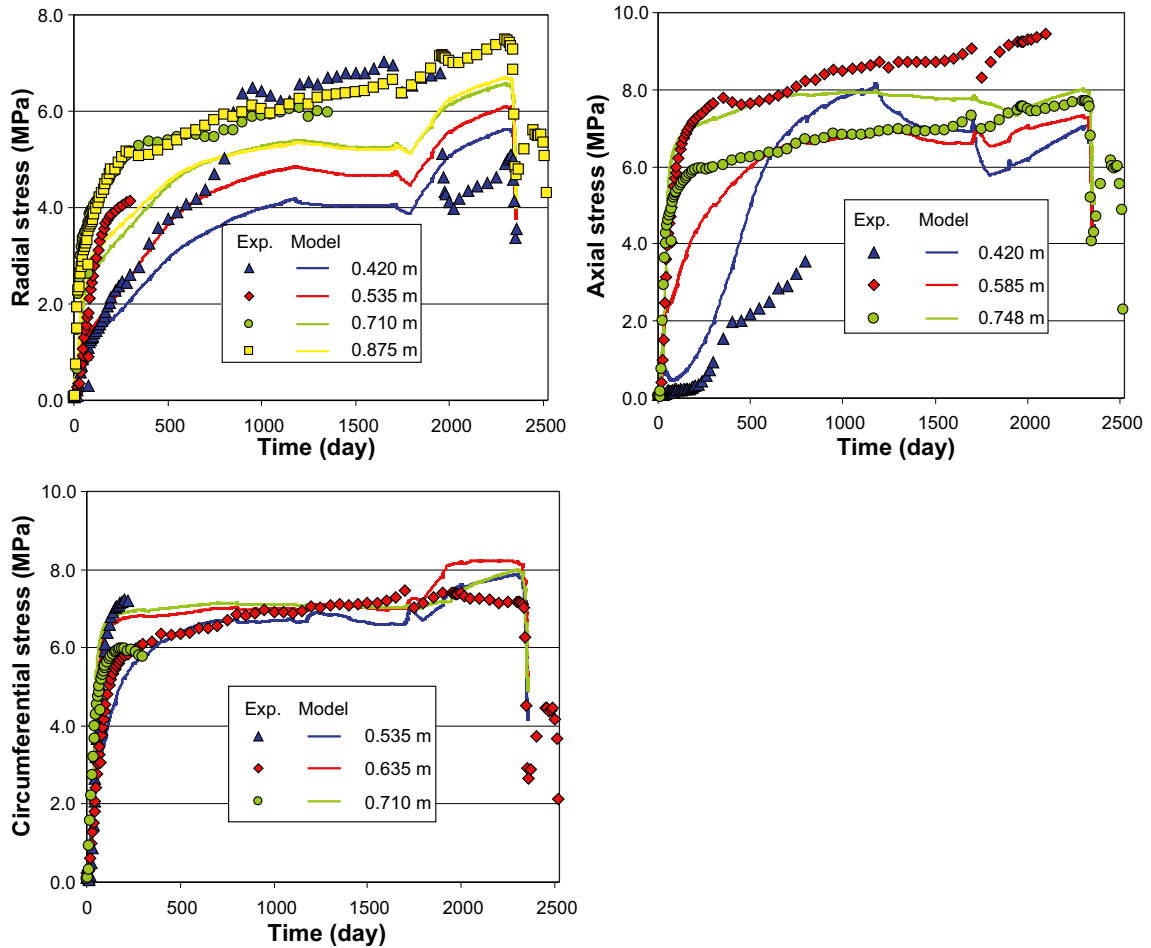 8.0
6.0
4.0
2.0
0.0
Radial stress (MPa)
Exp. Model
0.420 m
0.535 m
0.710 m
0.875 m
0 500 1000 1500 2000 2500
Time (day)
10.0
8.0
6.0
4.0
2.0
0.0
Axial stress (MPa)
Exp. Model
0.420 m
0.585 m
0.748 m
0 500 1000 1500 2000 2500
Time (day)
10.0
8.0
6.0
4.0
2.0
0.0
Circumferential stress (MPa)
Exp. Model
0.535 m
0.635 m
0.710 m
0 500 1000 1500 2000 2500
Time (day)